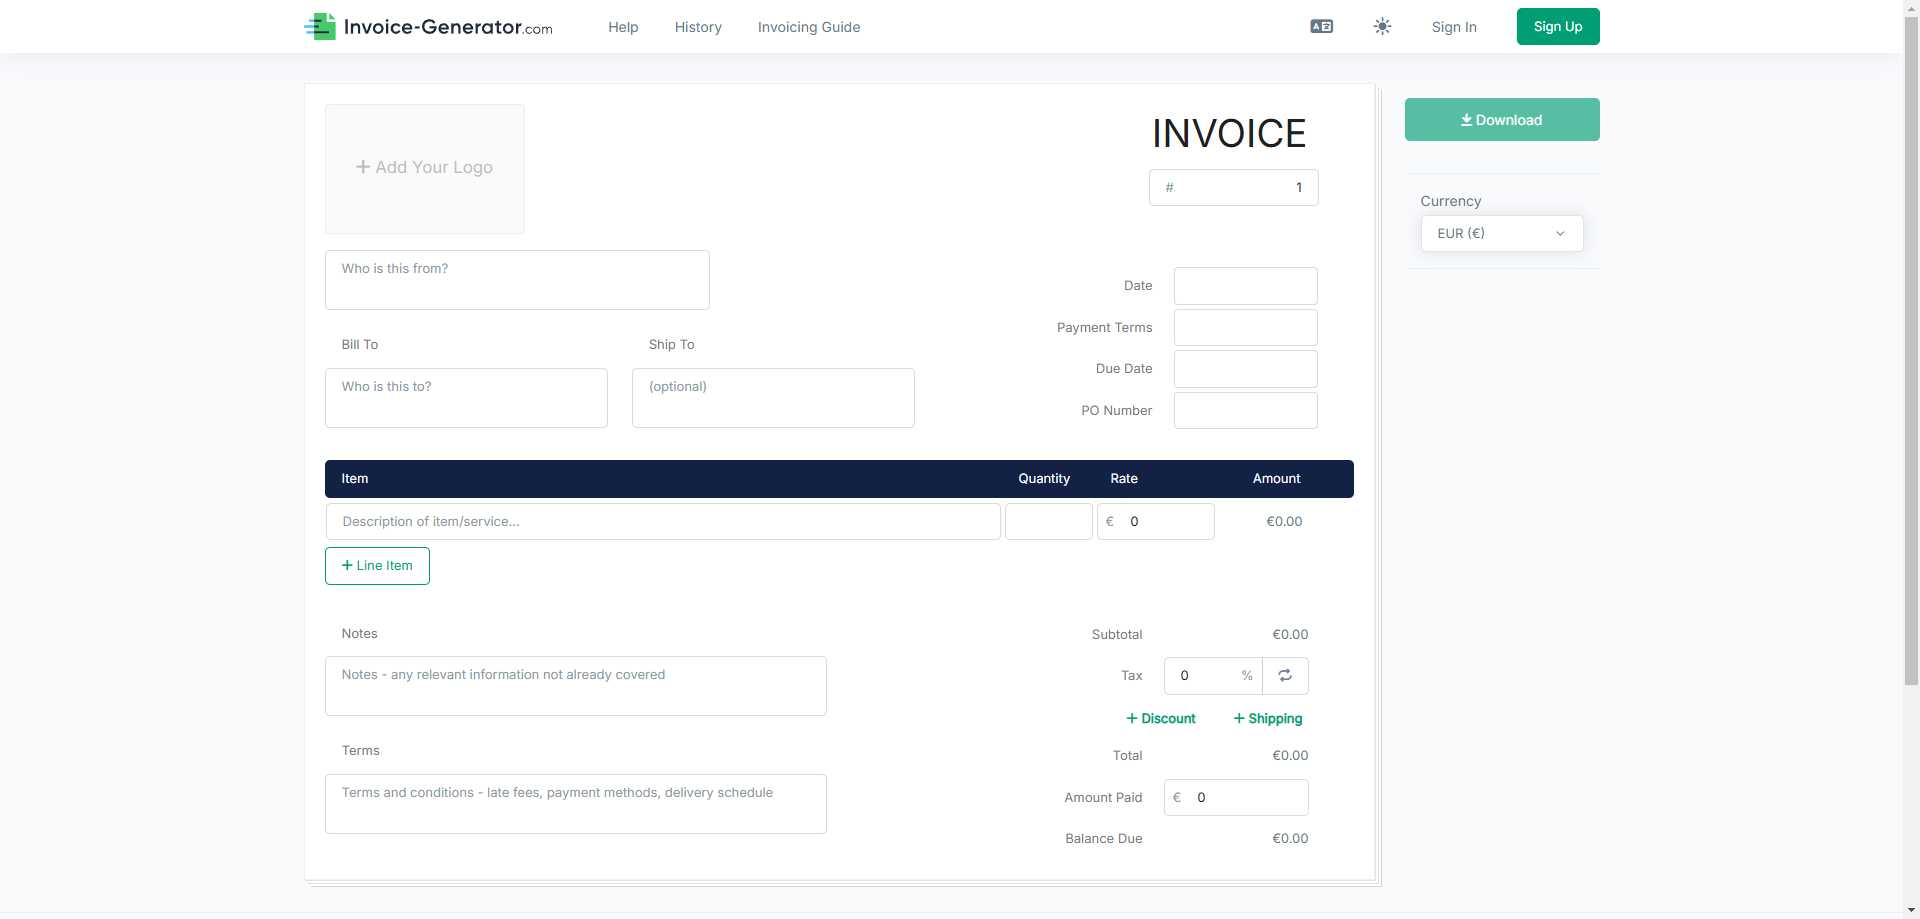 Invoice-Generator.com Help History Invoicing Guide Sign In Sign Up
+ Add Your Logo
INVOICE
# 1
Download
Currency
EUR (€)
Who is this from?
Date
Payment Terms
Due Date
PO Number
Bill To Ship To
Who is this to? (optional)
Item Quantity Rate Amount
Description of item/service... € 0 €0.00
+ Line Item
Notes
Notes - any relevant information not already covered
Terms
Terms and conditions - late fees, payment methods, delivery schedule
Subtotal €0.00
Tax 0 %
+ Discount + Shipping
Total €0.00
Amount Paid € 0
Balance Due €0.00